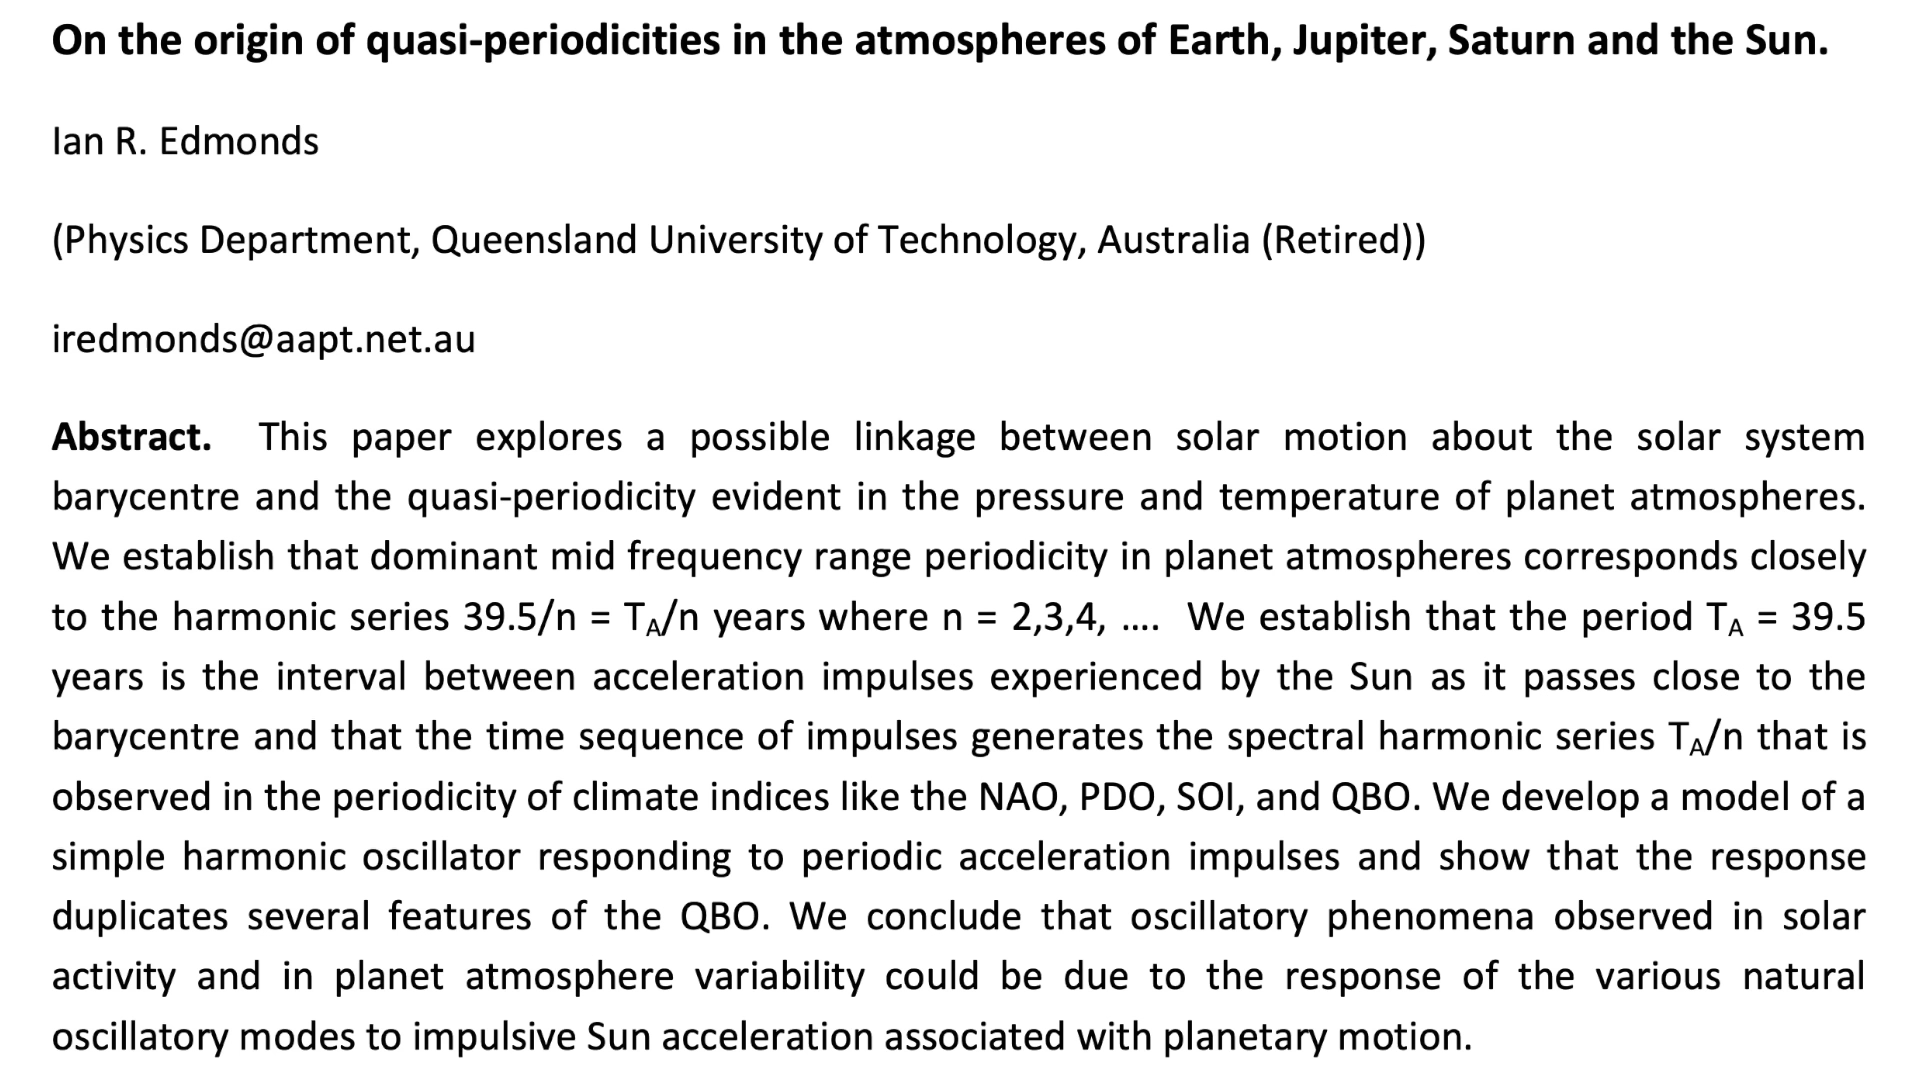 On the origin of quasi-periodicities in the atmospheres of Earth, Jupiter, Saturn and the Sun.
Ian R. Edmonds
(Physics Department, Queensland University of Technology, Australia (Retired))
iredmonds@aapt.net.au
Abstract. This paper explores a possible linkage between solar motion about the solar system
barycentre and the quasi-periodicity evident in the pressure and temperature of planet atmospheres.
We establish that dominant mid frequency range periodicity in planet atmospheres corresponds closely
to the harmonic series 39.5/n = TA/n years where n = 2,3,4, .... We establish that the period TA = 39.5
years is the interval between acceleration impulses experienced by the Sun as it passes close to the
barycentre and that the time sequence of impulses generates the spectral harmonic series TA/n that is
observed in the periodicity of climate indices like the NAO, PDO, SOI, and QBO. We develop a model of a
simple harmonic oscillator responding to periodic acceleration impulses and show that the response
duplicates several features of the QBO. We conclude that oscillatory phenomena observed in solar
activity and in planet atmosphere variability could be due to the response of the various natural
oscillatory modes to impulsive Sun acceleration associated with planetary motion.